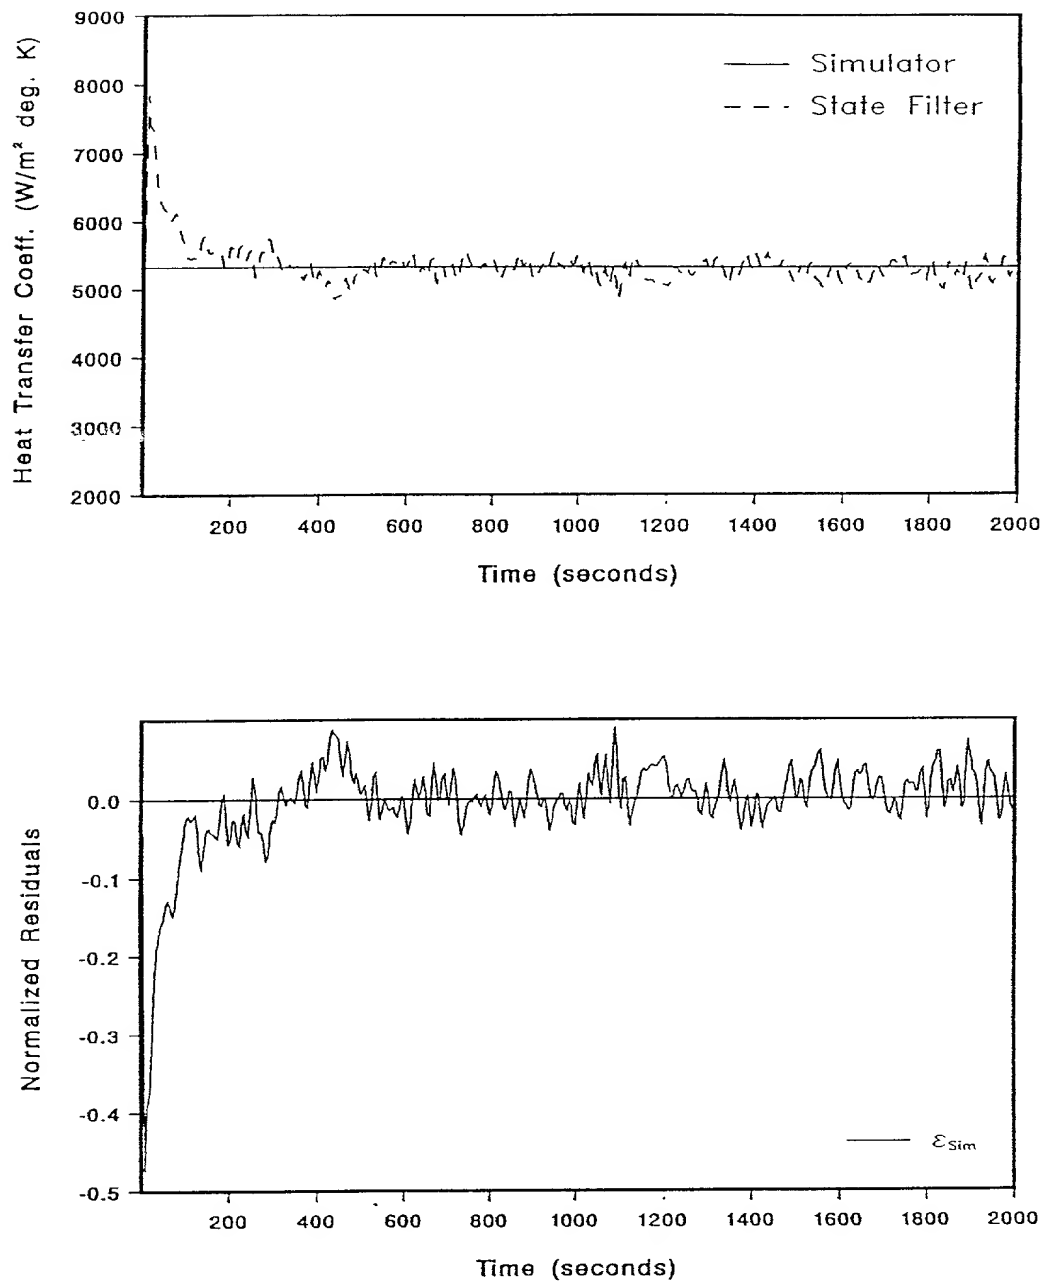 Heat Transfer Coeff. (W/m² deg. K)
9000
8000
7000
6000
5000
4000
3000
2000
Simulator
State Filter
200 400 600 800 1000 1200 1400 1600 1800 2000
Time (seconds)
Normalized Residuals
0.0
-0.1
-0.2
-0.3
-0.4
-0.5
εSim
200 400 600 800 1000 1200 1400 1600 1800 2000
Time (seconds)